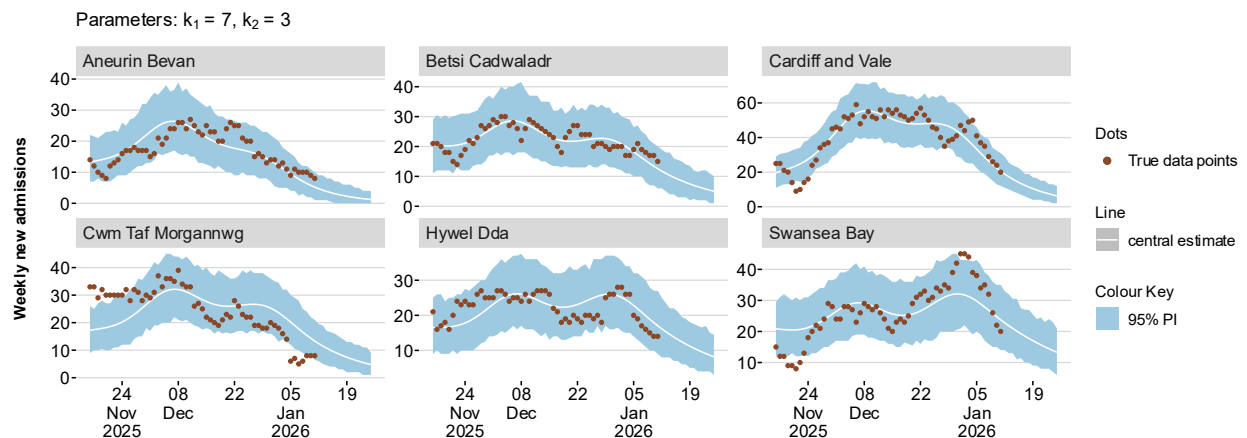 Parameters: k₁ = 7, k₂ = 3
Aneurin Bevan
Betsi Cadwaladr
Cardiff and Vale
40
30
20
10
0
40
30
20
10
0
60
40
20
0
Cwm Taf Morgannwg
Hywel Dda
Swansea Bay
40
30
20
10
0
30
20
10
40
30
20
10
24
Nov
2025
08
Dec
22
05
Jan
2026
19
24
Nov
2025
08
Dec
22
05
Jan
2026
19
24
Nov
2025
08
Dec
22
05
Jan
2026
19
Weekly new admissions
Dots
True data points
Line
central estimate
Colour Key
95% PI